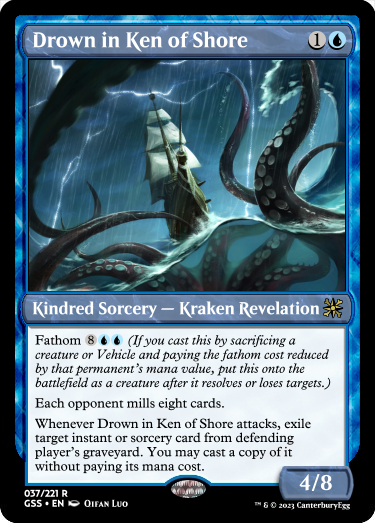 Drown in Ken of Shore 1
Kindred Sorcery — Kraken Revelation
Fathom 8 (If you cast this by sacrificing a
creature or Vehicle and paying the fathom cost reduced
by that permanent's mana value, put this onto the
battlefield as a creature after it resolves or loses targets.)
Each opponent mills eight cards.
Whenever Drown in Ken of Shore attacks, exile
target instant or sorcery card from defending
player's graveyard. You may cast a copy of it
without paying its mana cost.
4/8
037/221 R
GSS • EN Qifan Luo
™ & © 2023 CanterburyEgg